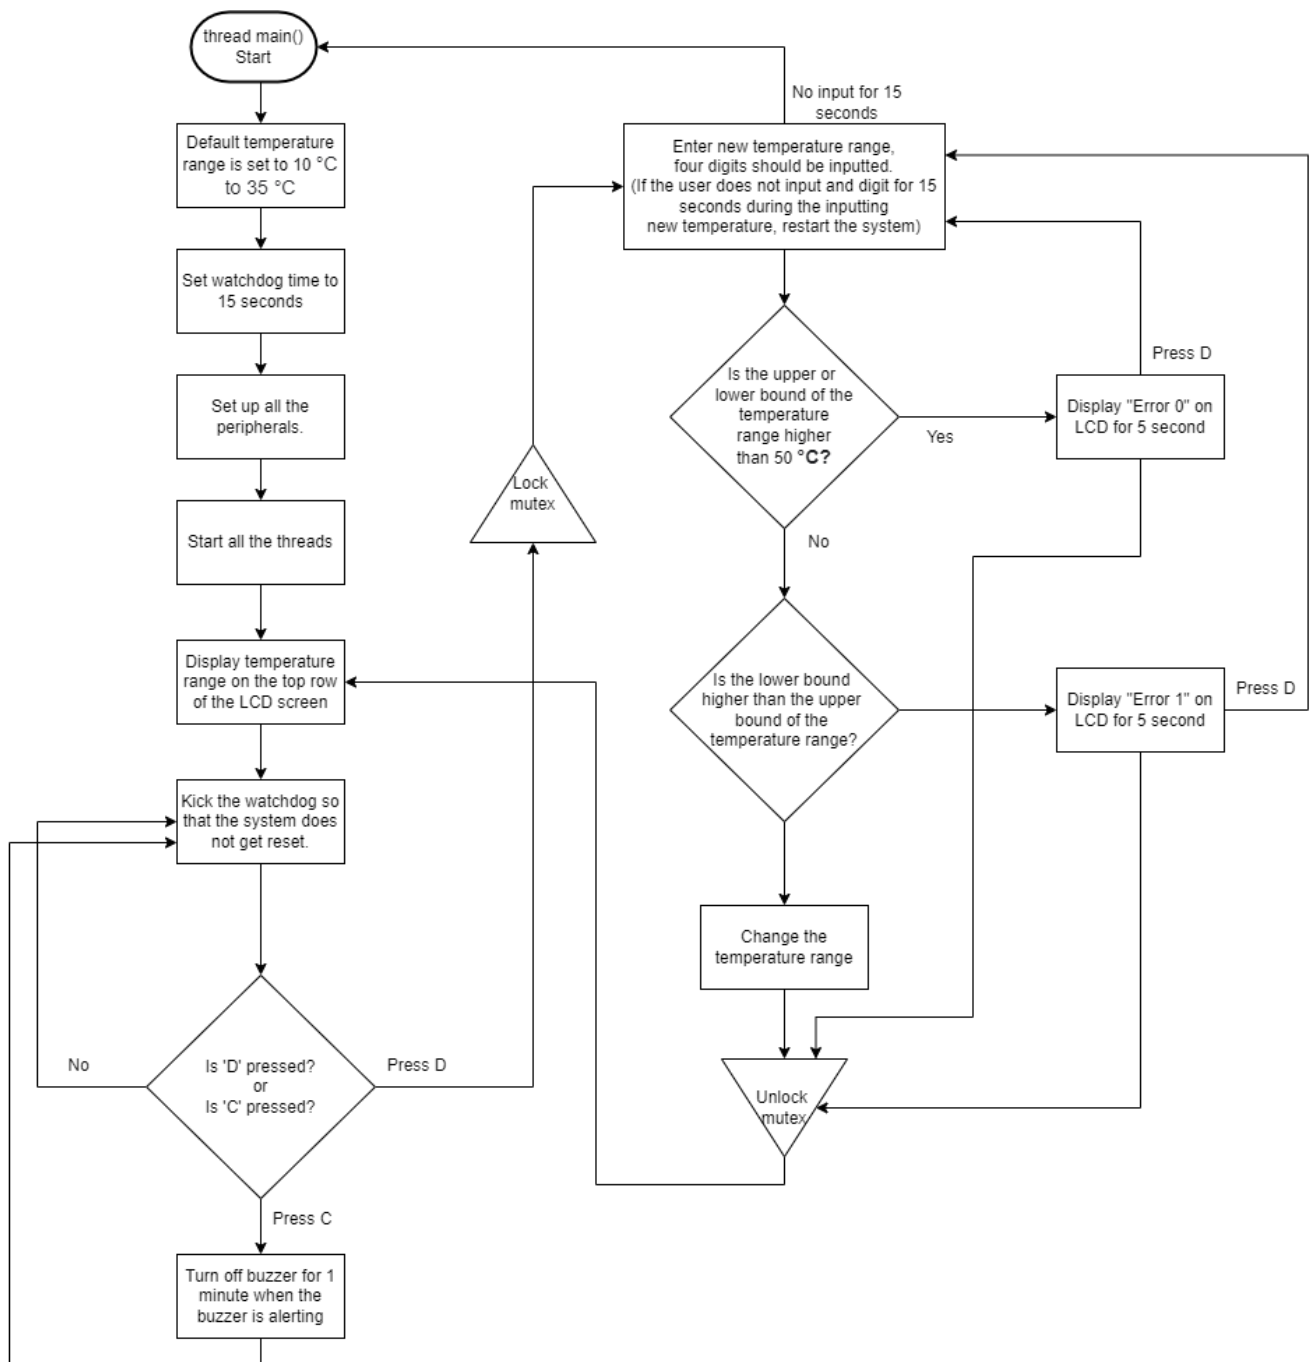 thread main()
Start
Default temperature
range is set to 10 °C
to 35 °C
Set watchdog time to
15 seconds
Set up all the
peripherals.
Start all the threads
Display temperature
range on the top row
of the LCD screen
Kick the watchdog so
that the system does
not get reset.
Is 'D' pressed?
or
Is 'C' pressed?
No
Press D
Press C
Turn off buzzer for 1
minute when the
buzzer is alerting
Lock
mutex
No input for 15
seconds
Enter new temperature range,
four digits should be inputted.
(If the user does not input and digit for 15
seconds during the inputting
new temperature, restart the system)
Is the upper or
lower bound of the
temperature
range higher
than 50 °C?
Yes
No
Press D
Display "Error 0" on
LCD for 5 second
Is the lower bound
higher than the upper
bound of the
temperature range?
Display "Error 1" on
LCD for 5 second
Press D
Change the
temperature range
Unlock
mutex